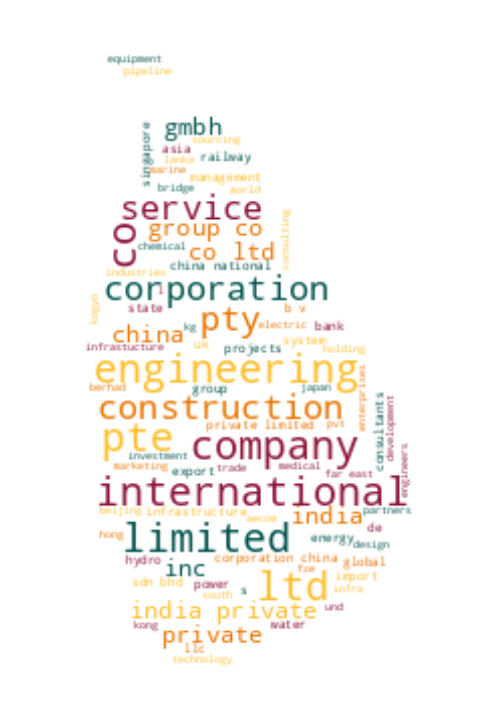 equipment
pipeline
gmbh
sourcing
singapore
asia
lanka
railway
marine
management
bridge
world
service
co
group co
consulting
chemical
co ltd
china national
industries
corporation
kogyo
i
state
b v
pty
kg
electric
bank
china
uk
system
infrastucture
projects
holding
engineering
berhad
group
japan
enterprises
construction
consultants
development
private limited
pvt
pte
company
investment
engineers
marketing
export
trade
medical
far east
international
beijing
infrastructure
aecom
india
partners
de
limited
hong
energy
design
hydro
inc
corporation china
global
fze
import
sdn bhd
power
south
s
ltd
infra
india private
und
kong
private
water
llc
technology